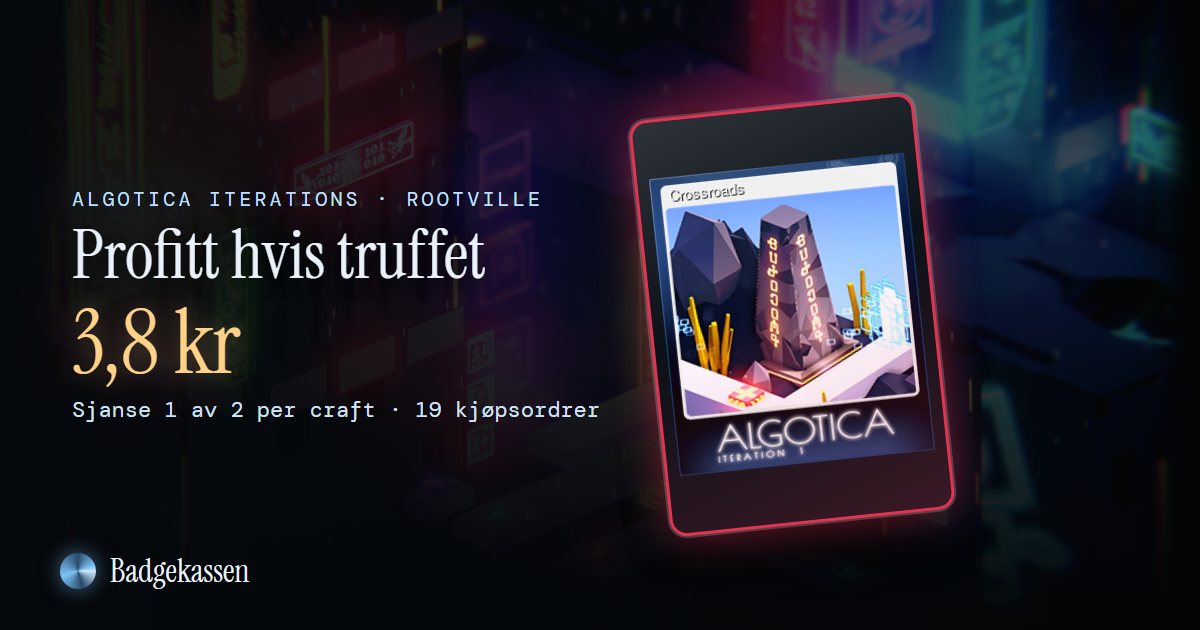 ALGOTICA ITERATIONS · ROOTVILLE
Profitt hvis truffet
3,8 kr
Sjanse 1 av 2 per craft · 19 kjøpsordrer
Badgekassen
Crossroads
ALGOTICA
ITERATION 1